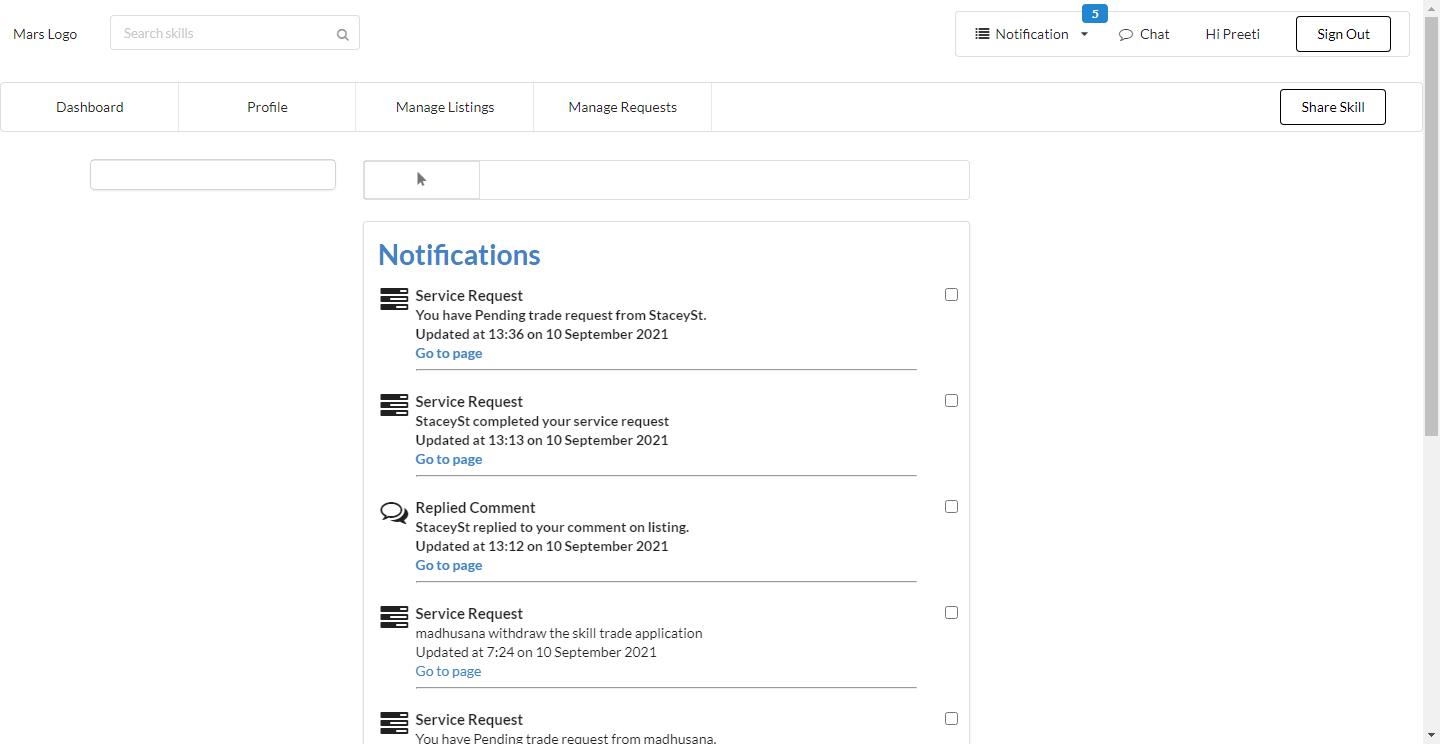 Mars Logo
Search skills
5
Notification
Chat
Hi Preeti
Sign Out
Dashboard
Profile
Manage Listings
Manage Requests
Share Skill
Notifications
Service Request
You have Pending trade request from StaceySt.
Updated at 13:36 on 10 September 2021
Go to page
Service Request
StaceySt completed your service request
Updated at 13:13 on 10 September 2021
Go to page
Replied Comment
StaceySt replied to your comment on listing.
Updated at 13:12 on 10 September 2021
Go to page
Service Request
madhusana withdraw the skill trade application
Updated at 7:24 on 10 September 2021
Go to page
Service Request
You have Pending trade request from madhusana.